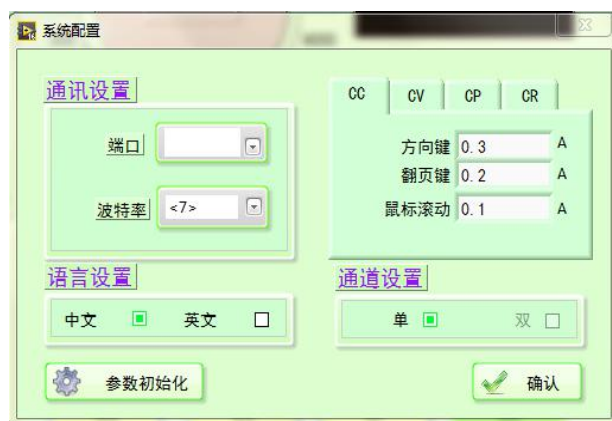 系统配置
通讯设置
端口
波特率 <7>
CC CV CP CR
方向键 0.3 A
翻页键 0.2 A
鼠标滚动 0.1 A
语言设置
中文 英文
通道设置
单 双
参数初始化
确认